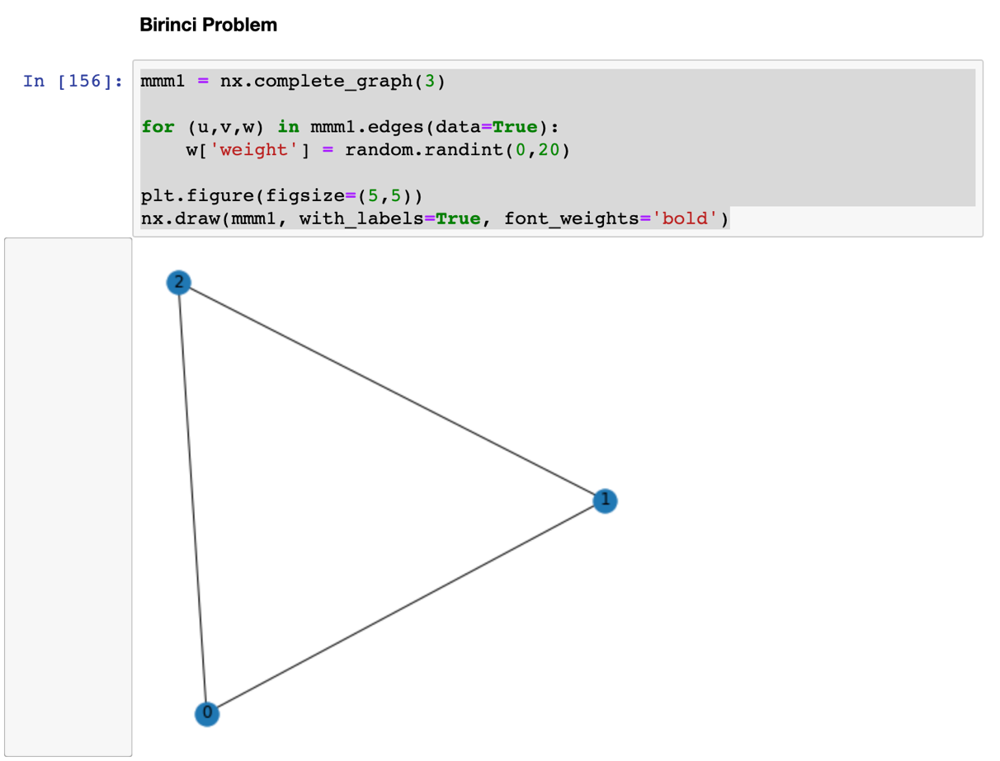 Birinci Problem
In [156]:
mmm1 = nx.complete_graph(3)
for (u,v,w) in mmm1.edges(data=True):
    w['weight'] = random.randint(0,20)
plt.figure(figsize=(5,5))
nx.draw(mmm1, with_labels=True, font_weights='bold')
2
1
0